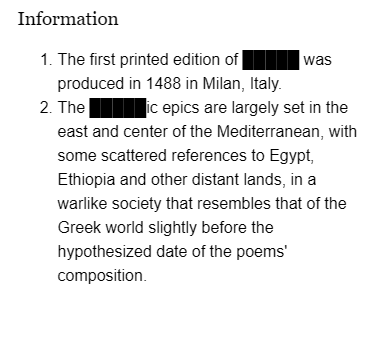 Information
1. The first printed edition of was
produced in 1488 in Milan, Italy.
2. The ic epics are largely set in the
east and center of the Mediterranean, with
some scattered references to Egypt,
Ethiopia and other distant lands, in a
warlike society that resembles that of the
Greek world slightly before the
hypothesized date of the poems'
composition.